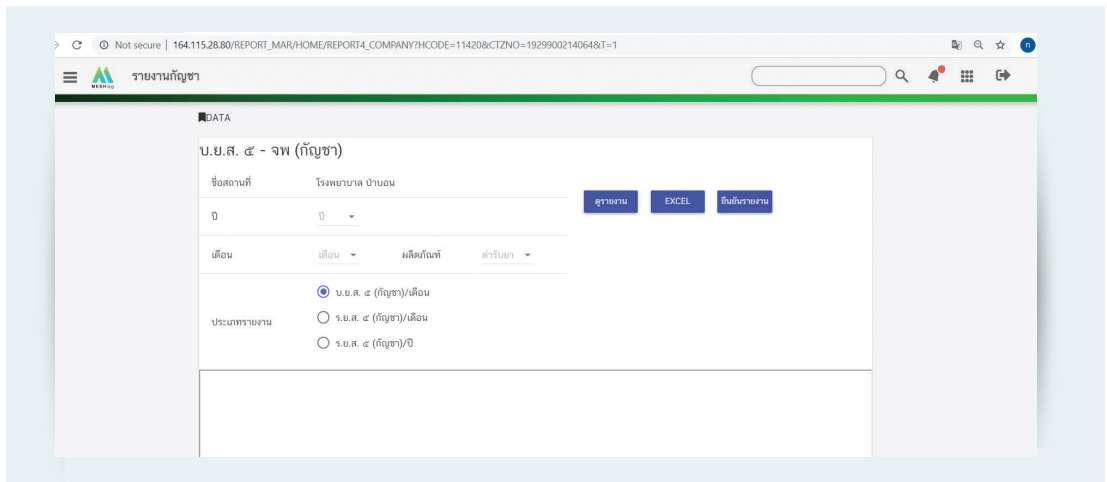 Not secure | 164.115.28.80/REPORT_MAR/HOME/REPORT4_COMPANY?HCODE=11420&CTZNO=1929900214064&T=1
n
MESHlog
รายงานกัญชา
DATA
บ.ย.ส. ๕ - จพ (กัญชา)
ชื่อสถานที่ โรงพยาบาล ป่าบอน
ดูรายงาน EXCEL ยืนยันรายงาน
ปี ปี
เดือน เดือน ผลิตภัณฑ์ ตำรับยา
ประเภทรายงาน
บ.ย.ส. ๕ (กัญชา)/เดือน
ร.ย.ส. ๕ (กัญชา)/เดือน
ร.ย.ส. ๕ (กัญชา)/ปี